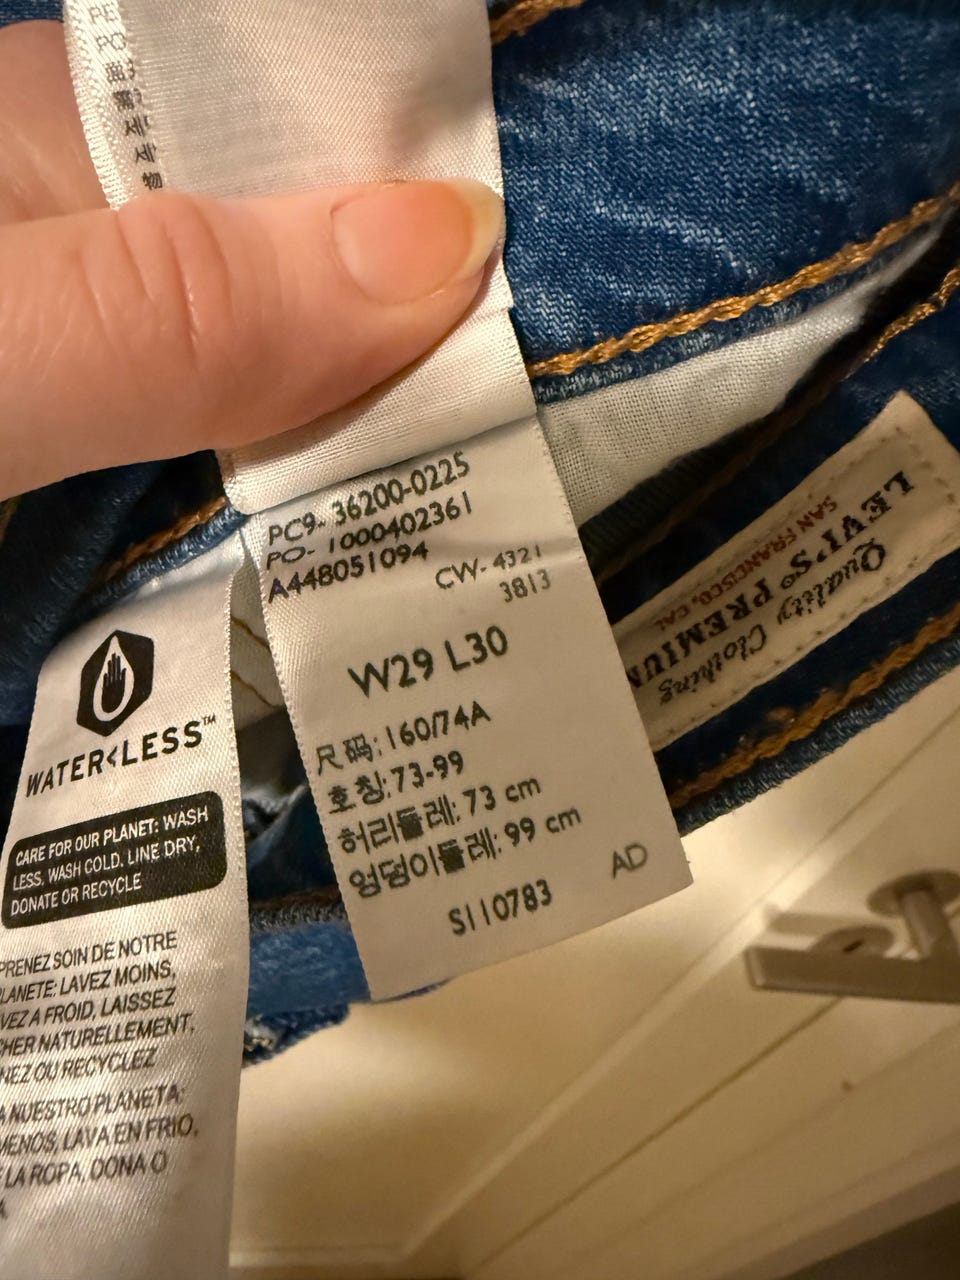 PC9- 36200-0225
PO- 1000402361
A448051094
CW- 4321
3813
W29 L30
尺码:160/74A
호칭:73-99
허리둘레: 73 cm
엉덩이둘레: 99 cm
AD
S110783
WATER<LESS™
CARE FOR OUR PLANET: WASH
LESS, WASH COLD, LINE DRY,
DONATE OR RECYCLE
PRENEZ SOIN DE NOTRE
PLANETE: LAVEZ MOINS,
VEZ A FROID, LAISSEZ
CHER NATURELLEMENT,
NEZ OU RECYCLEZ
A NUESTRO PLANETA:
MENOS, LAVA EN FRIO,
LA ROPA, DONA O
Quality Clothing
LEVI'S® PREMIUM
SAN FRANCISCO, CAL